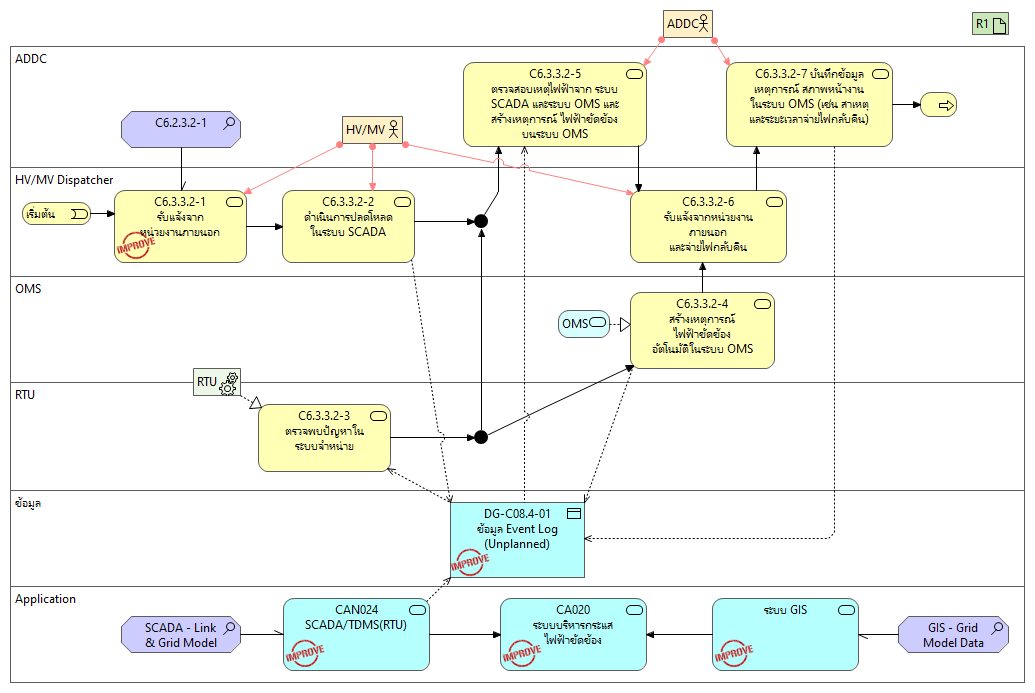 ADDC
R1
ADDC
C6.3.3.2-5
ตรวจสอบเหตุไฟฟ้าจาก ระบบ
SCADA และระบบ OMS และ
สร้างเหตุการณ์ ไฟฟ้าขัดข้อง
บนระบบ OMS
C6.3.3.2-7 บันทึกข้อมูล
เหตุการณ์ สภาพหน้างาน
ในระบบ OMS (เช่น สาเหตุ
และระยะเวลาจ่ายไฟกลับคืน)
C6.2.3.2-1
HV/MV
HV/MV Dispatcher
เริ่มต้น
C6.3.3.2-1
รับแจ้งจาก
หน่วยงานภายนอก
IMPROVE
C6.3.3.2-2
ดำเนินการปลดโหลด
ในระบบ SCADA
C6.3.3.2-6
รับแจ้งจากหน่วยงาน
ภายนอก
และจ่ายไฟกลับคืน
OMS
OMS
C6.3.3.2-4
สร้างเหตุการณ์
ไฟฟ้าขัดข้อง
อัตโนมัติในระบบ OMS
RTU
RTU
C6.3.3.2-3
ตรวจพบปัญหาใน
ระบบจำหน่าย
ข้อมูล
DG-C08.4-01
ข้อมูล Event Log
(Unplanned)
IMPROVE
Application
SCADA - Link
& Grid Model
CAN024
SCADA/TDMS(RTU)
IMPROVE
CA020
ระบบบริหารกระแส
ไฟฟ้าขัดข้อง
IMPROVE
ระบบ GIS
IMPROVE
GIS - Grid
Model Data